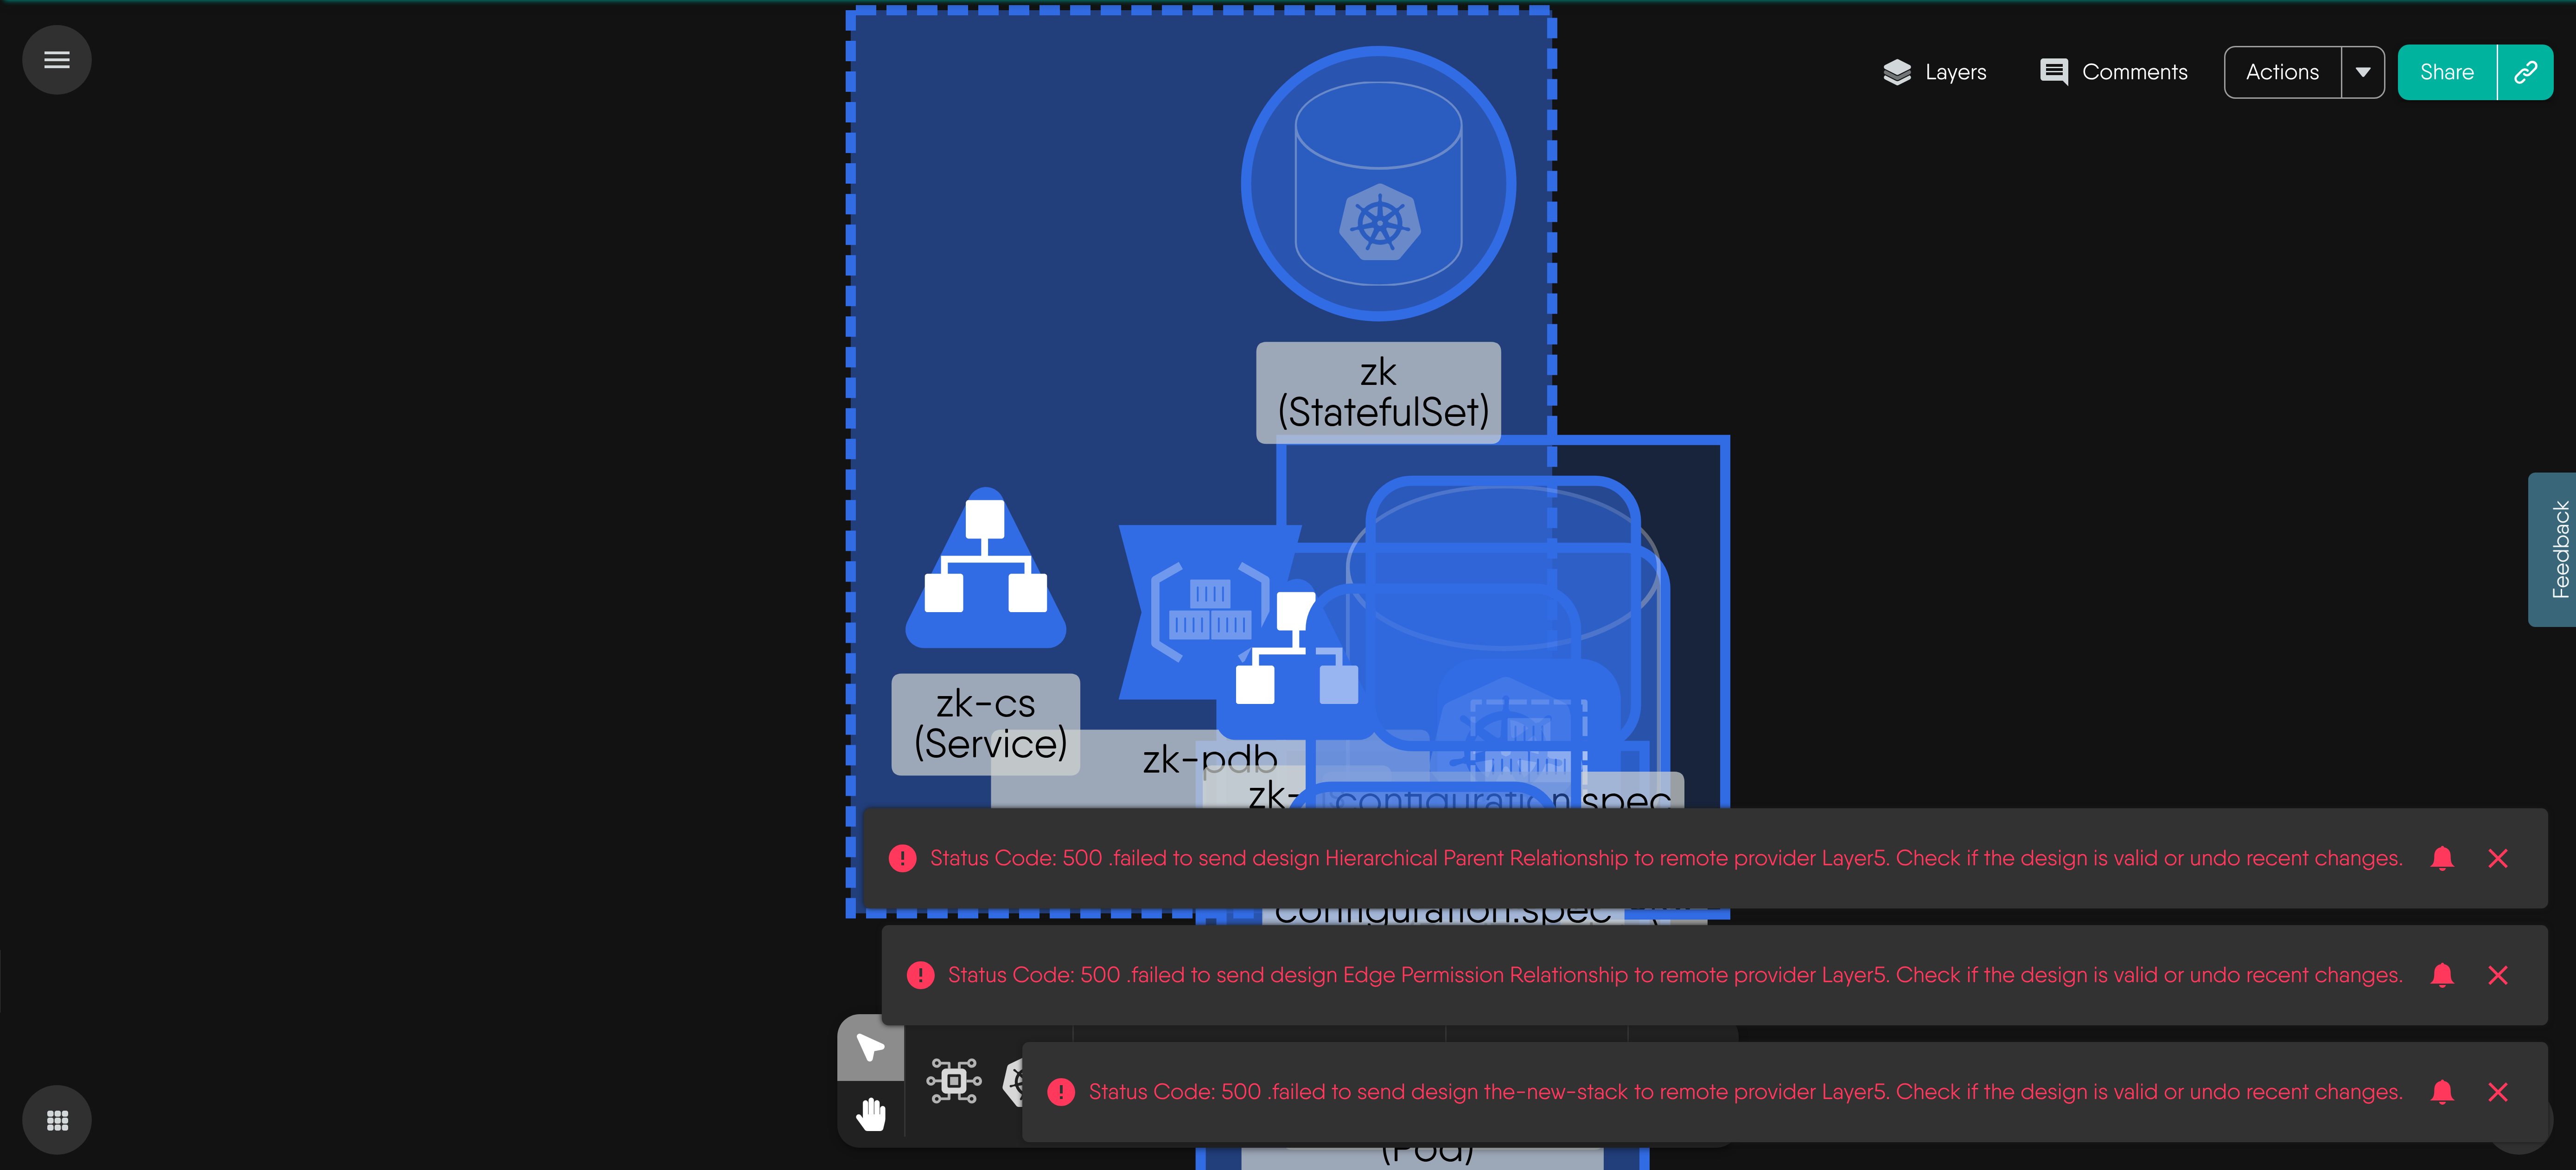 Layers
Comments
Actions
Share
zk
(StatefulSet)
Feedback
zk-cs
(Service)
zk-pdb
zk-
configuration.spec
Status Code: 500 .failed to send design Hierarchical Parent Relationship to remote provider Layer5. Check if the design is valid or undo recent changes.
configuration.spec
Status Code: 500 .failed to send design Edge Permission Relationship to remote provider Layer5. Check if the design is valid or undo recent changes.
Status Code: 500 .failed to send design the-new-stack to remote provider Layer5. Check if the design is valid or undo recent changes.
(Pod)